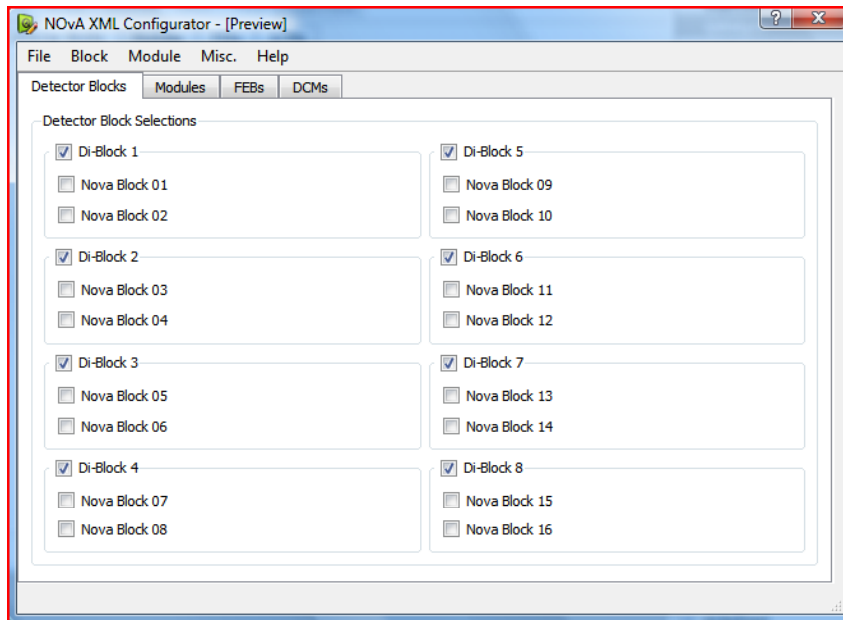 NOvA XML Configurator - [Preview]
?
File Block Module Misc. Help
Detector Blocks Modules FEBs DCMs
Detector Block Selections
Di-Block 1
Nova Block 01
Nova Block 02
Di-Block 2
Nova Block 03
Nova Block 04
Di-Block 3
Nova Block 05
Nova Block 06
Di-Block 4
Nova Block 07
Nova Block 08
Di-Block 5
Nova Block 09
Nova Block 10
Di-Block 6
Nova Block 11
Nova Block 12
Di-Block 7
Nova Block 13
Nova Block 14
Di-Block 8
Nova Block 15
Nova Block 16